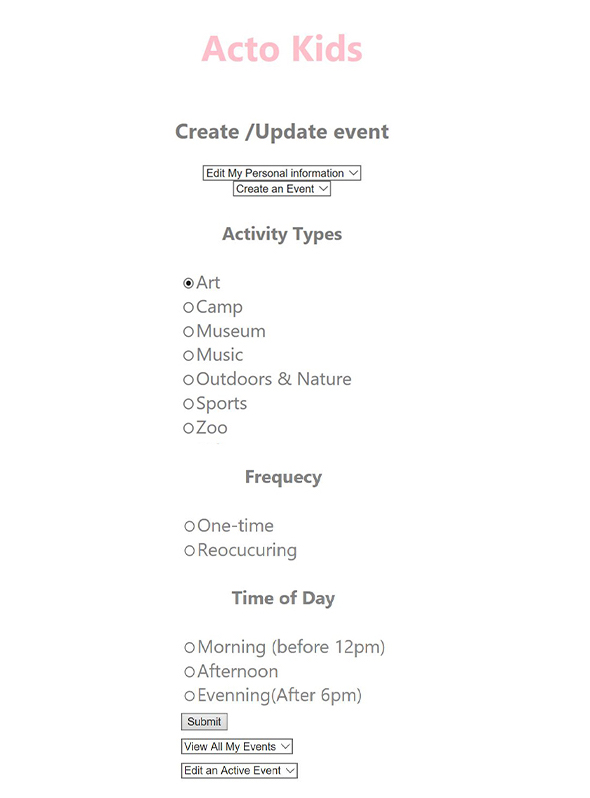 Acto Kids
Create /Update event
Edit My Personal information
Create an Event
Activity Types
Art
Camp
Museum
Music
Outdoors & Nature
Sports
Zoo
Frequecy
One-time
Reocucuring
Time of Day
Morning (before 12pm)
Afternoon
Evenning(After 6pm)
Submit
View All My Events
Edit an Active Event